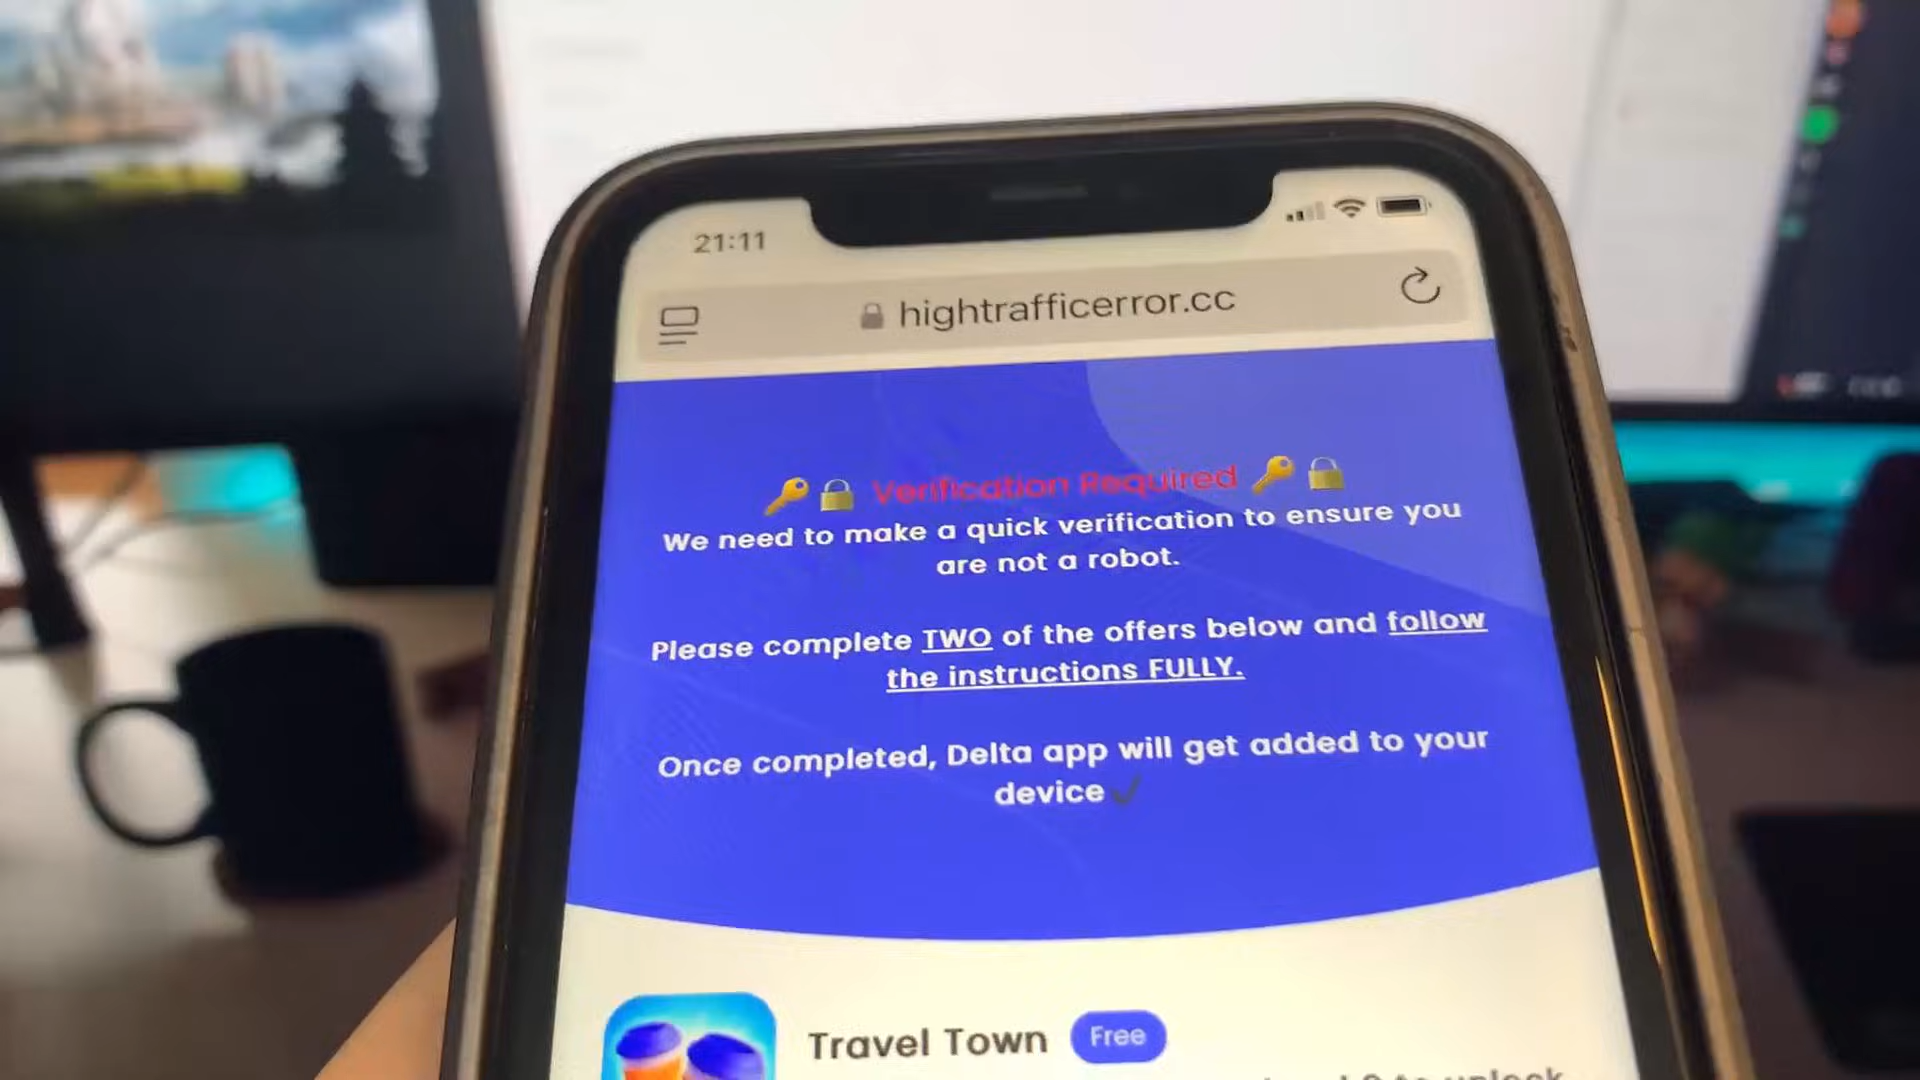 21:11
hightrafficerror.cc
🔑🔒 Verification Required 🔑🔒
We need to make a quick verification to ensure you
are not a robot.
Please complete TWO of the offers below and follow
the instructions FULLY.
Once completed, Delta app will get added to your
device ✓
Travel Town Free
to unlock